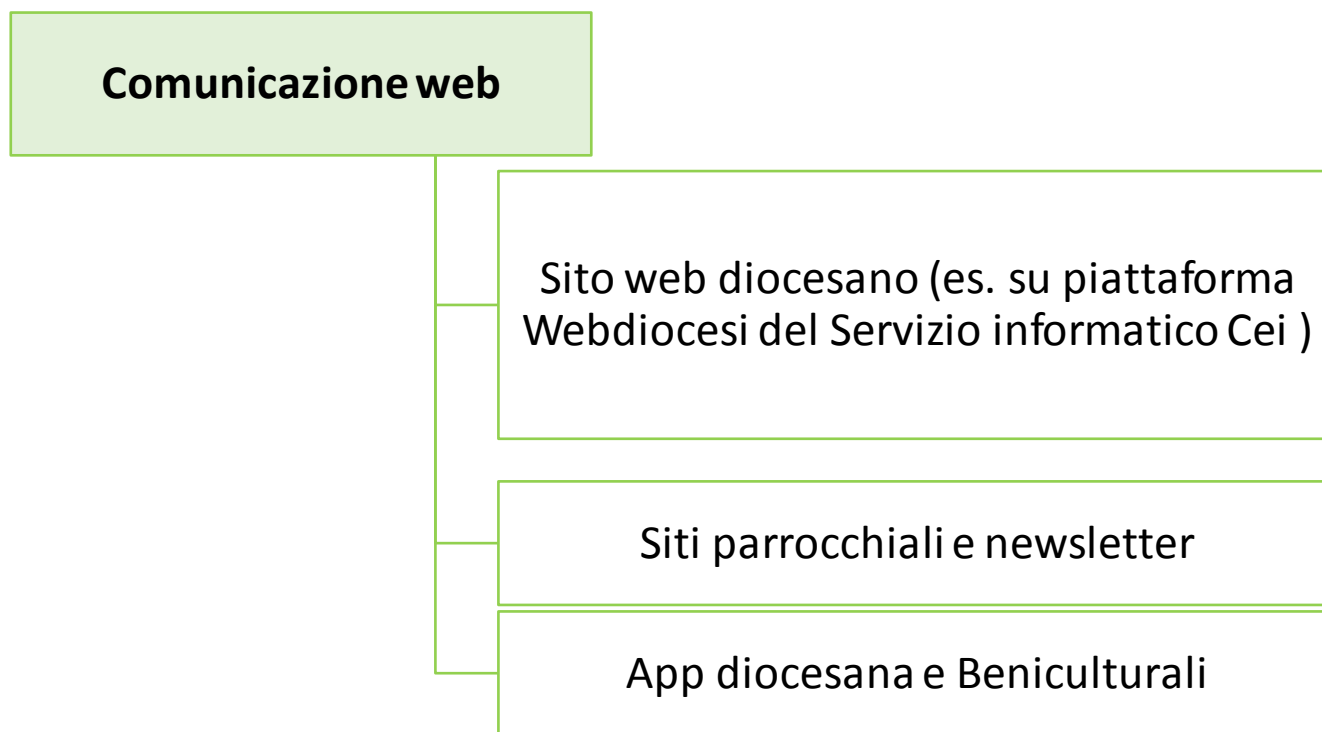 Comunicazione web
Sito web diocesano (es. su piattaforma
Webdiocesi del Servizio informatico Cei )
Siti parrocchiali e newsletter
App diocesana e Beniculturali